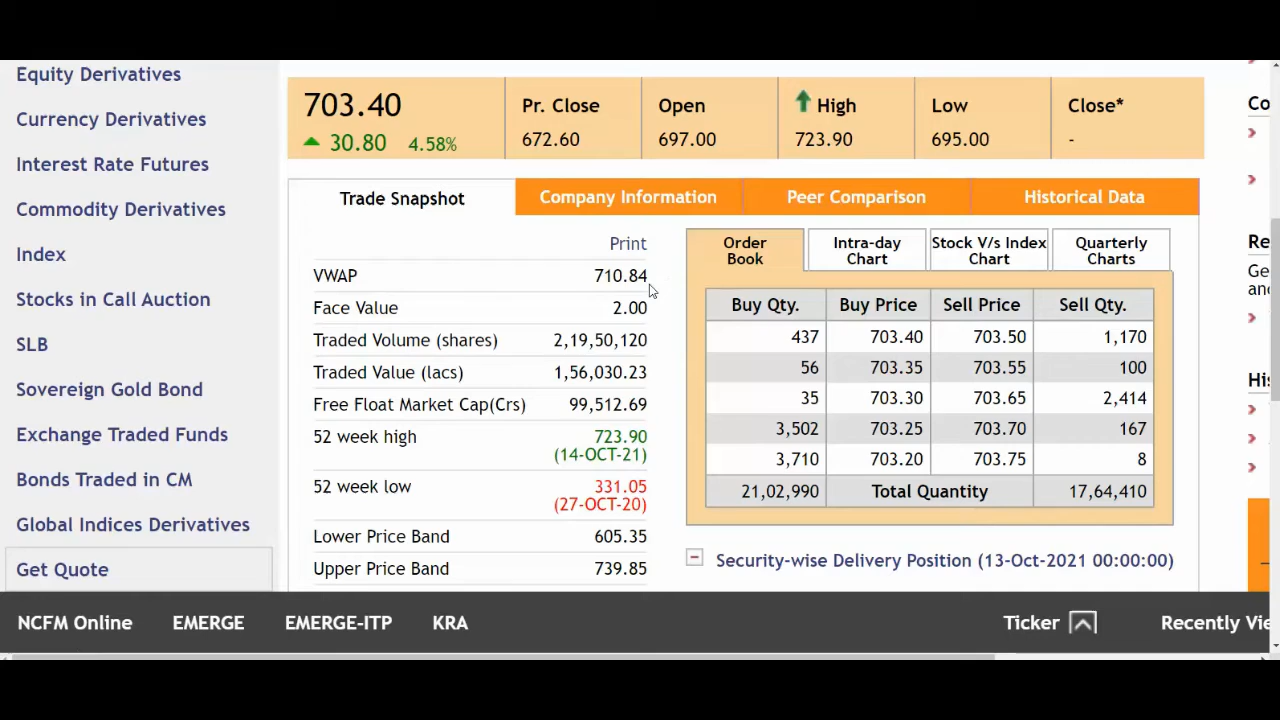 Equity Derivatives
Currency Derivatives
Interest Rate Futures
Commodity Derivatives
Index
Stocks in Call Auction
SLB
Sovereign Gold Bond
Exchange Traded Funds
Bonds Traded in CM
Global Indices Derivatives
Get Quote
703.40
30.80 4.58%
Pr. Close
672.60
Open
697.00
High
723.90
Low
695.00
Close*
-
Trade Snapshot Company Information Peer Comparison Historical Data
Print
VWAP 710.84
Face Value 2.00
Traded Volume (shares) 2,19,50,120
Traded Value (lacs) 1,56,030.23
Free Float Market Cap(Crs) 99,512.69
52 week high 723.90
(14-OCT-21)
52 week low 331.05
(27-OCT-20)
Lower Price Band 605.35
Upper Price Band 739.85
Order
Book
Intra-day
Chart
Stock V/s Index
Chart
Quarterly
Charts
Buy Qty. Buy Price Sell Price Sell Qty.
437 703.40 703.50 1,170
56 703.35 703.55 100
35 703.30 703.65 2,414
3,502 703.25 703.70 167
3,710 703.20 703.75 8
21,02,990 Total Quantity 17,64,410
Security-wise Delivery Position (13-Oct-2021 00:00:00)
Co
Re
Ge
an
Hi
NCFM Online EMERGE EMERGE-ITP KRA Ticker Recently Vie